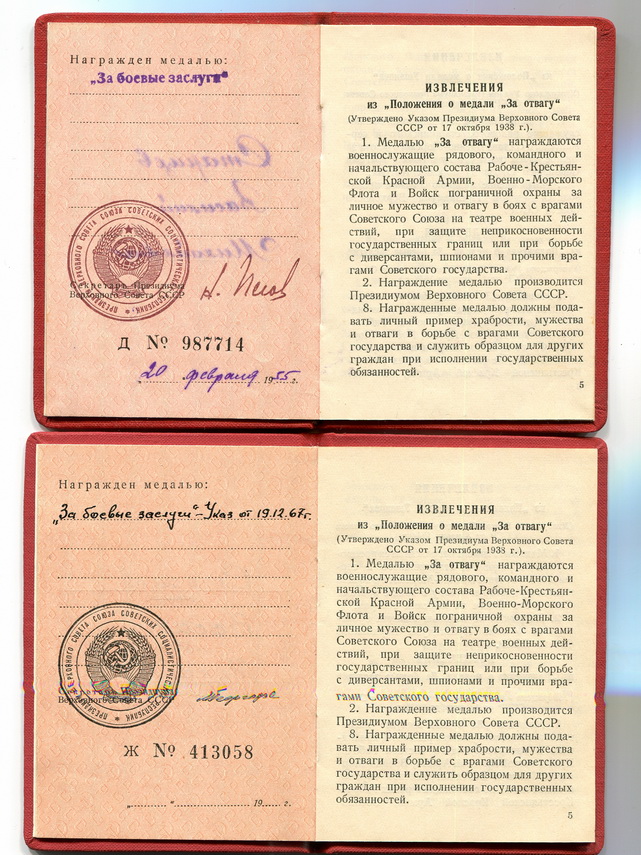 Награжден медалью:
„За боевые заслуги“
Секретарь Президиума
Верховного Совета СССР
Д № 987714
20 февраля 1955 г.
ИЗВЛЕЧЕНИЯ
из „Положения о медали „За отвагу“
(Утверждено Указом Президиума Верховного Совета
СССР от 17 октября 1938 г.).
1. Медалью „За отвагу“ награждаются
военнослужащие рядового, командного и
начальствующего состава Рабоче-Крестьян-
ской Красной Армии, Военно-Морского
Флота и Войск пограничной охраны за
личное мужество и отвагу в боях с врагами
Советского Союза на театре военных дей-
ствий, при защите неприкосновенности
государственных границ или при борьбе
с диверсантами, шпионами и прочими вра-
гами Советского государства.
2. Награждение медалью производится
Президиумом Верховного Совета СССР.
8. Награжденные медалью должны пода-
вать личный пример храбрости, мужества
и отваги в борьбе с врагами Советского
государства и служить образцом для других
граждан при исполнении государственных
обязанностей.
5
Награжден медалью:
„За боевые заслуги“ - Указ от 19.12.67г.
Секретарь Президиума
Верховного Совета СССР
Ж № 413058
„ “ 19 г.
ИЗВЛЕЧЕНИЯ
из „Положения о медали „За отвагу“
(Утверждено Указом Президиума Верховного Совета
СССР от 17 октября 1938 г.).
1. Медалью „За отвагу“ награждаются
военнослужащие рядового, командного и
начальствующего состава Рабоче-Крестьян-
ской Красной Армии, Военно-Морского
Флота и Войск пограничной охраны за
личное мужество и отвагу в боях с врагами
Советского Союза на театре военных дей-
ствий, при защите неприкосновенности
государственных границ или при борьбе
с диверсантами, шпионами и прочими вра-
гами Советского государства.
2. Награждение медалью производится
Президиумом Верховного Совета СССР.
8. Награжденные медалью должны пода-
вать личный пример храбрости, мужества
и отваги в борьбе с врагами Советского
государства и служить образцом для других
граждан при исполнении государственных
обязанностей.
5